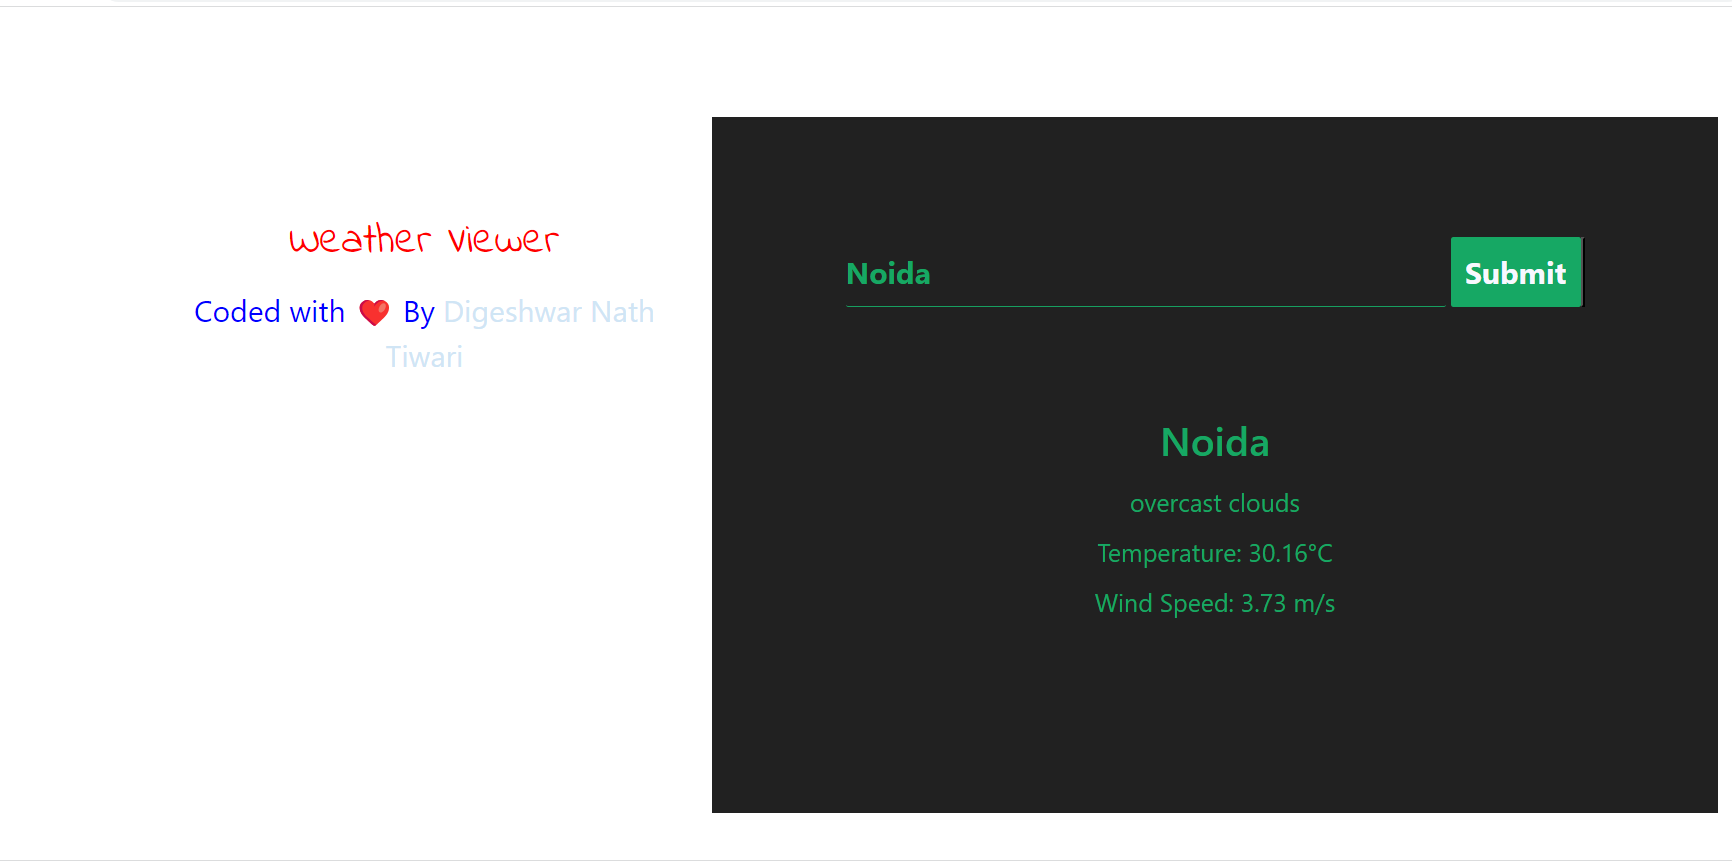 Weather Viewer
Coded with ❤️ By Digeshwar Nath
Tiwari
Noida
Submit
Noida
overcast clouds
Temperature: 30.16°C
Wind Speed: 3.73 m/s